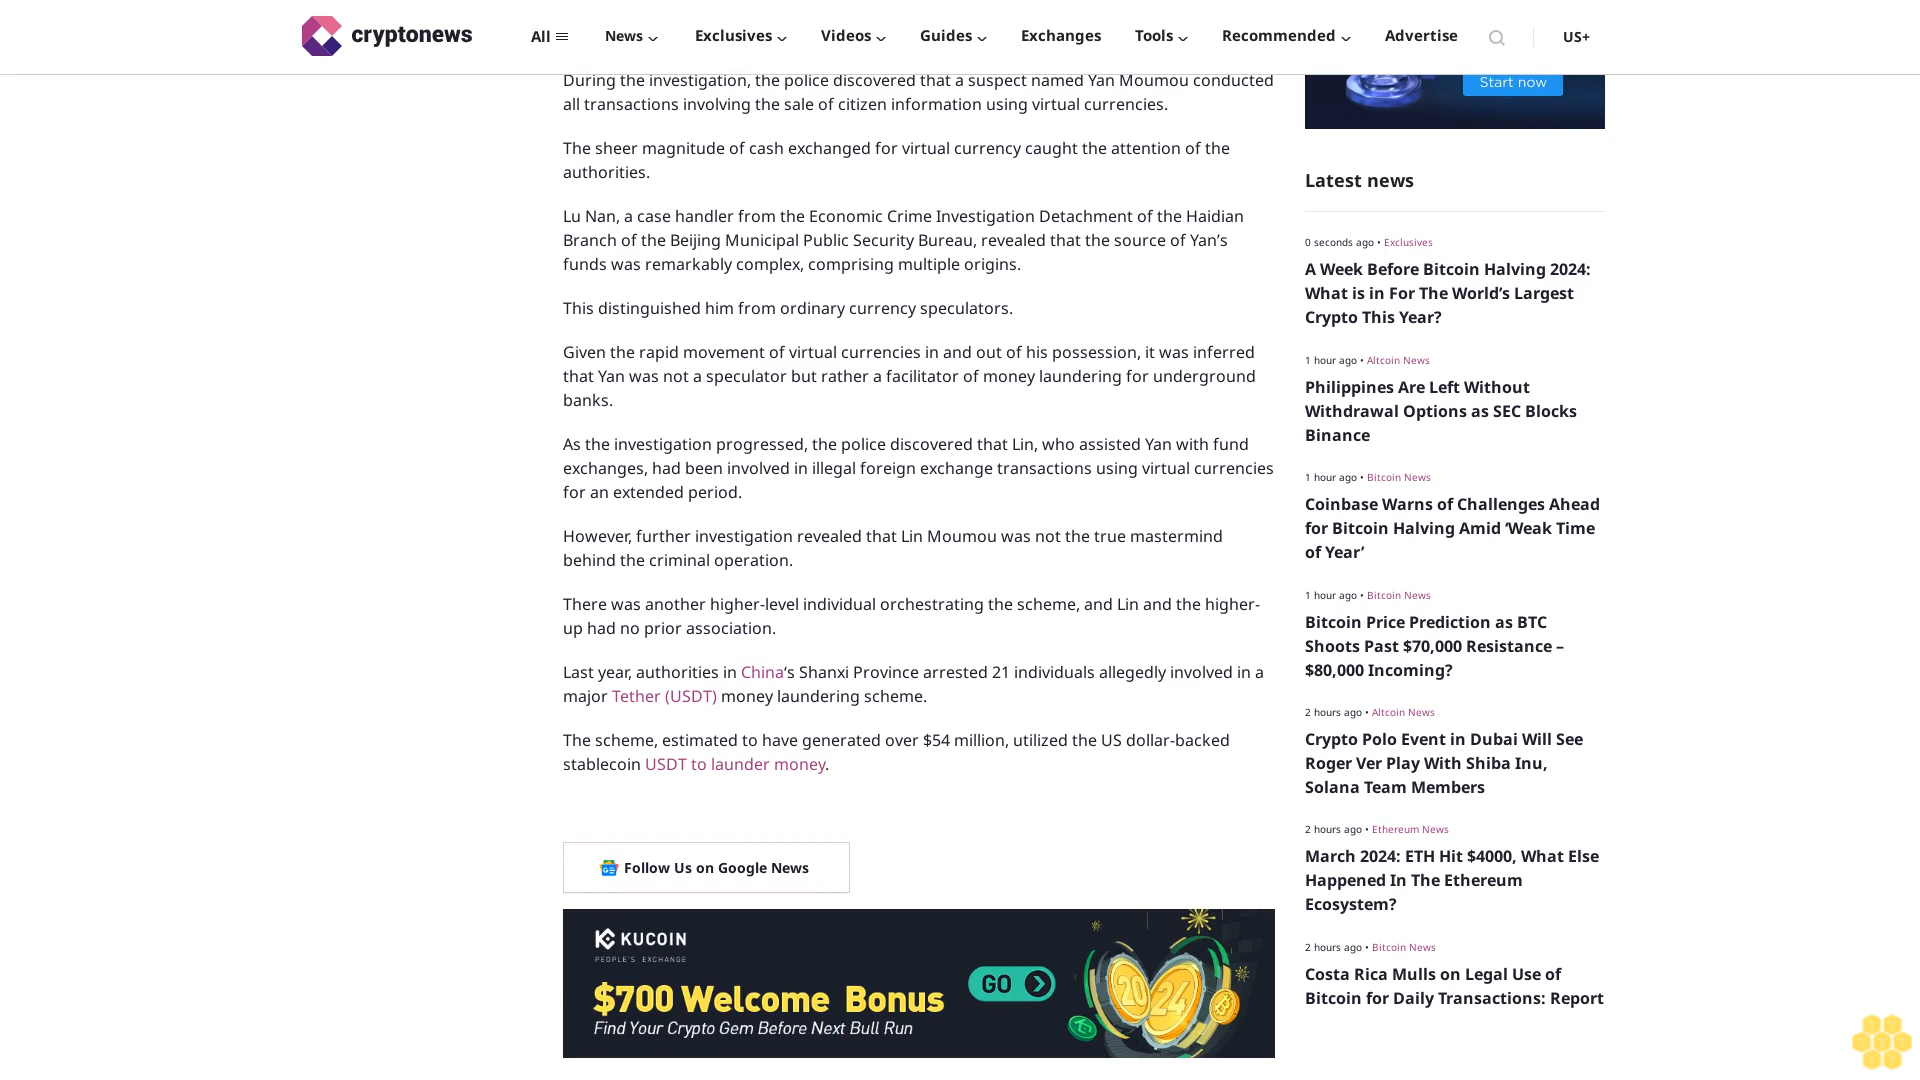 cryptonews
All
News
Exclusives
Videos
Guides
Exchanges
Tools
Recommended
Advertise
US+
During the investigation, the police discovered that a suspect named Yan Moumou conducted
all transactions involving the sale of citizen information using virtual currencies.
The sheer magnitude of cash exchanged for virtual currency caught the attention of the
authorities.
Lu Nan, a case handler from the Economic Crime Investigation Detachment of the Haidian
Branch of the Beijing Municipal Public Security Bureau, revealed that the source of Yan’s
funds was remarkably complex, comprising multiple origins.
This distinguished him from ordinary currency speculators.
Given the rapid movement of virtual currencies in and out of his possession, it was inferred
that Yan was not a speculator but rather a facilitator of money laundering for underground
banks.
As the investigation progressed, the police discovered that Lin, who assisted Yan with fund
exchanges, had been involved in illegal foreign exchange transactions using virtual currencies
for an extended period.
However, further investigation revealed that Lin Moumou was not the true mastermind
behind the criminal operation.
There was another higher-level individual orchestrating the scheme, and Lin and the higher-
up had no prior association.
Last year, authorities in China‘s Shanxi Province arrested 21 individuals allegedly involved in a
major Tether (USDT) money laundering scheme.
The scheme, estimated to have generated over $54 million, utilized the US dollar-backed
stablecoin USDT to launder money.
Follow Us on Google News
KUCOIN
PEOPLE'S EXCHANGE
$700 Welcome Bonus
Find Your Crypto Gem Before Next Bull Run
GO
20
24
Start now
Latest news
0 seconds ago • Exclusives
A Week Before Bitcoin Halving 2024:
What is in For The World’s Largest
Crypto This Year?
1 hour ago • Altcoin News
Philippines Are Left Without
Withdrawal Options as SEC Blocks
Binance
1 hour ago • Bitcoin News
Coinbase Warns of Challenges Ahead
for Bitcoin Halving Amid ‘Weak Time
of Year’
1 hour ago • Bitcoin News
Bitcoin Price Prediction as BTC
Shoots Past $70,000 Resistance –
$80,000 Incoming?
2 hours ago • Altcoin News
Crypto Polo Event in Dubai Will See
Roger Ver Play With Shiba Inu,
Solana Team Members
2 hours ago • Ethereum News
March 2024: ETH Hit $4000, What Else
Happened In The Ethereum
Ecosystem?
2 hours ago • Bitcoin News
Costa Rica Mulls on Legal Use of
Bitcoin for Daily Transactions: Report